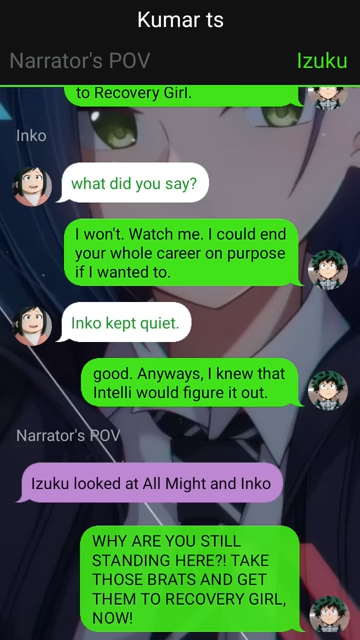 Kumar ts
Narrator's POV
Izuku
to Recovery Girl.
Inko
what did you say?
I won't. Watch me. I could end
your whole career on purpose
if I wanted to.
Inko kept quiet.
good. Anyways, I knew that
Intelli would figure it out.
Narrator's POV
Izuku looked at All Might and Inko
WHY ARE YOU STILL
STANDING HERE?! TAKE
THOSE BRATS AND GET
THEM TO RECOVERY GIRL,
NOW!